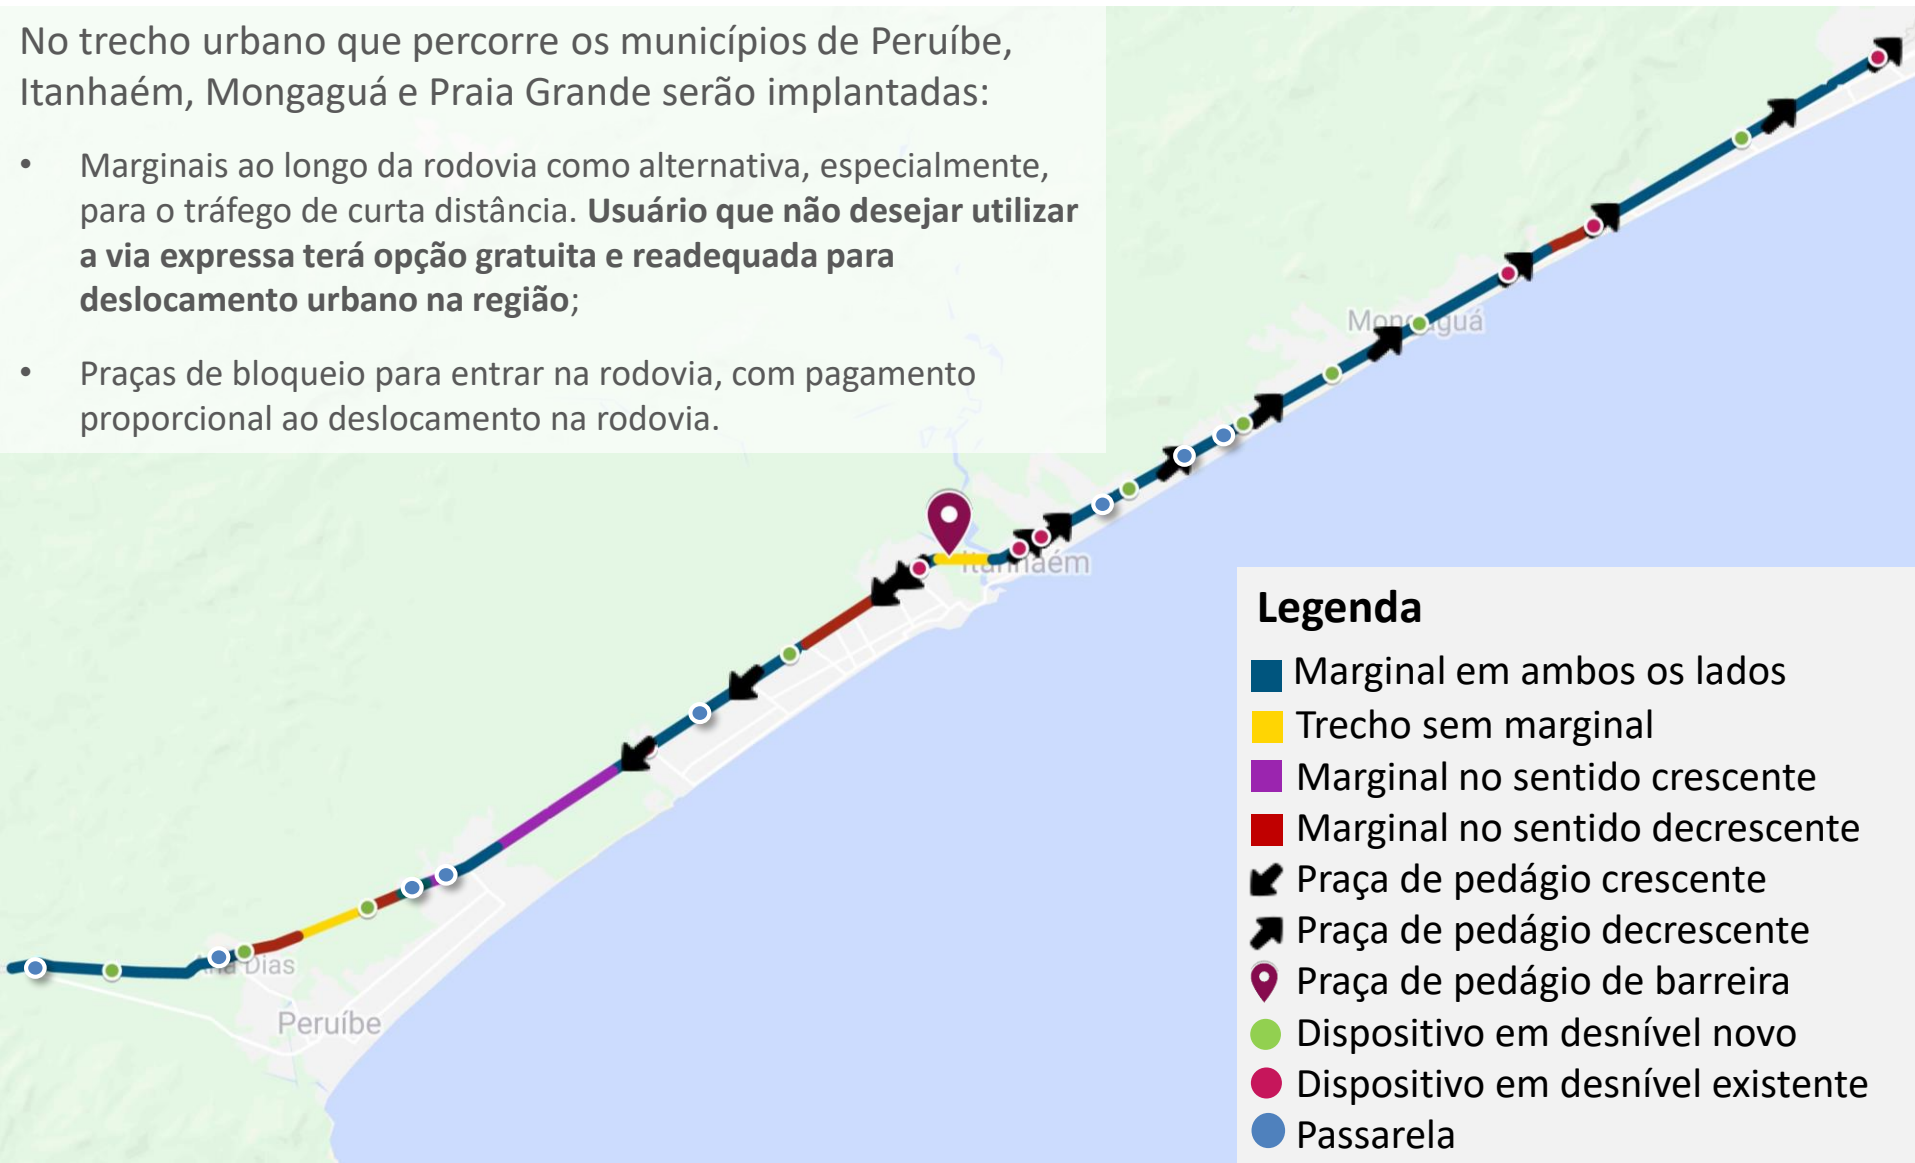 No trecho urbano que percorre os municípios de Peruíbe,
Itanhaém, Mongaguá e Praia Grande serão implantadas:
• Marginais ao longo da rodovia como alternativa, especialmente,
para o tráfego de curta distância. Usuário que não desejar utilizar
a via expressa terá opção gratuita e readequada para
deslocamento urbano na região;
• Praças de bloqueio para entrar na rodovia, com pagamento
proporcional ao deslocamento na rodovia.
Mongaguá
Itanhaém
Ana Dias
Peruíbe
Legenda
Marginal em ambos os lados
Trecho sem marginal
Marginal no sentido crescente
Marginal no sentido decrescente
Praça de pedágio crescente
Praça de pedágio decrescente
Praça de pedágio de barreira
Dispositivo em desnível novo
Dispositivo em desnível existente
Passarela